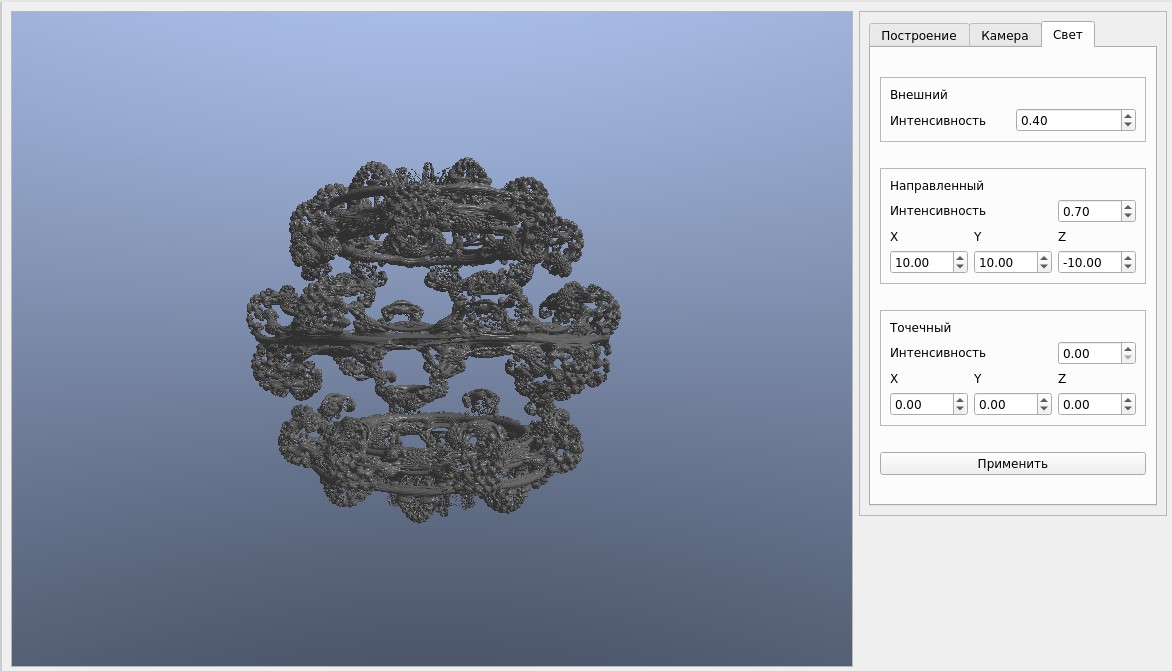 Построение Камера Свет
Внешний
Интенсивность 0.40
Направленный
Интенсивность 0.70
X Y Z
10.00 10.00 -10.00
Точечный
Интенсивность 0.00
X Y Z
0.00 0.00 0.00
Применить